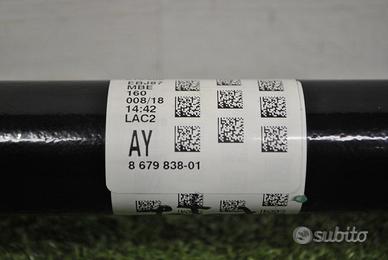 EBJ87
MBE
160
008/18
14:42
LAC2
AY
8 679 838-01
subito